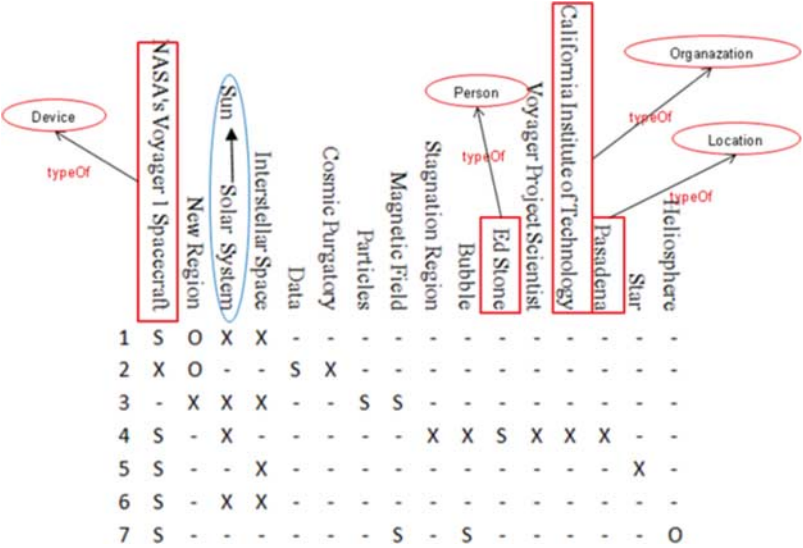 Organazation
Person
Device
Location
typeOf
typeOf
typeOf
typeOf
NASA's Voyager 1 Spacecraft
New Region
Sun
Solar System
Interstellar Space
Data
Cosmic Purgatory
Particles
Magnetic Field
Stagnation Region
Bubble
Ed Stone
Voyager Project Scientist
California Institute of Technology
Pasadena
Star
Heliosphere
1 S O X X - - - - - - - - - - - -
2 X O - - S X - - - - - - - - - -
3 - X X X - - S S - - - - - - - -
4 S - X - - - - - X X S X X X - -
5 S - - X - - - - - - - - - - X -
6 S - X X - - - - - - - - - - - -
7 S - - - - - - S - S - - - - - O